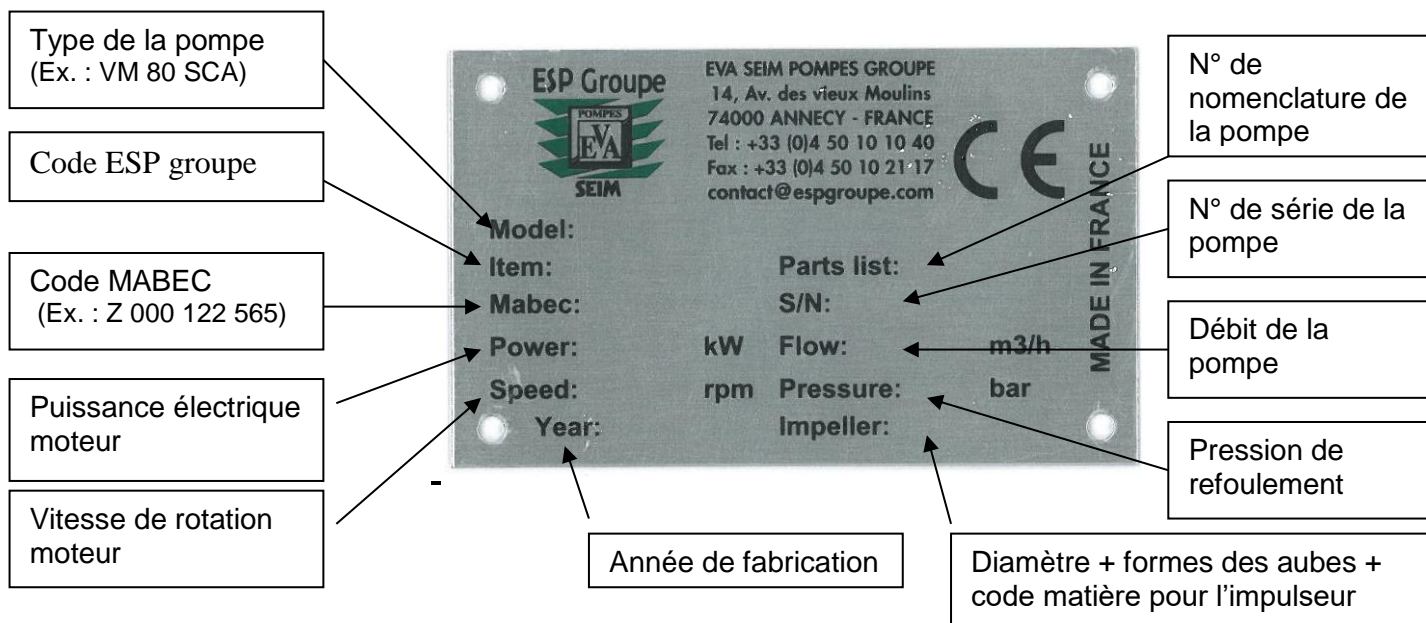 Type de la pompe
(Ex. : VM 80 SCA)
Code ESP groupe
Code MABEC
(Ex. : Z 000 122 565)
Puissance électrique
moteur
Vitesse de rotation
moteur
ESP Groupe
POMPES
EVA
SEIM
EVA SEIM POMPES GROUPE
14, Av. des vieux Moulins
74000 ANNECY - FRANCE
Tel : +33 (0)4 50 10 10 40
Fax : +33 (0)4 50 10 21 17
contact@espgroupe.com
CE
MADE IN FRANCE
Model:
Item: Parts list:
Mabec: S/N:
Power: kW Flow: m3/h
Speed: rpm Pressure: bar
Year: Impeller:
-
N° de
nomenclature de
la pompe
N° de série de la
pompe
Débit de la
pompe
Pression de
refoulement
Année de fabrication
Diamètre + formes des aubes +
code matière pour l'impulseur